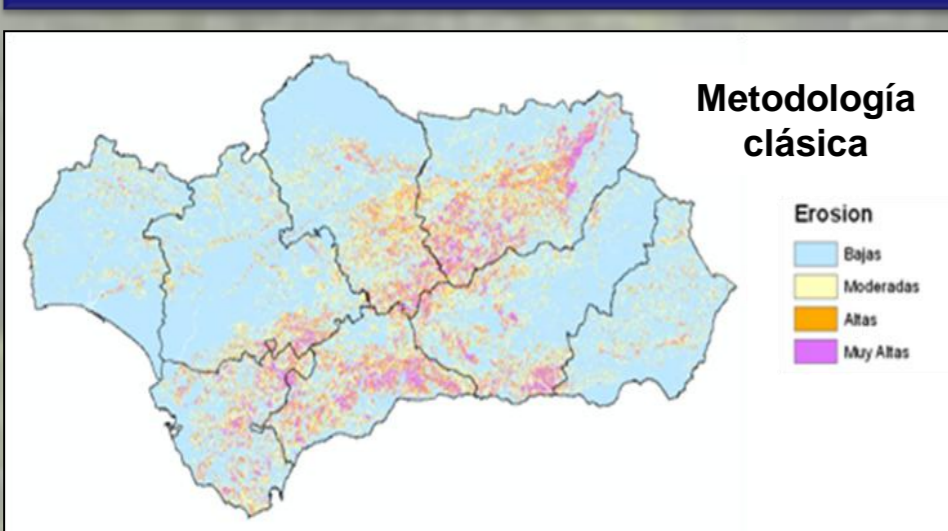 Metodología
clásica
Erosion
Bajas
Moderadas
Altas
Muy Altas